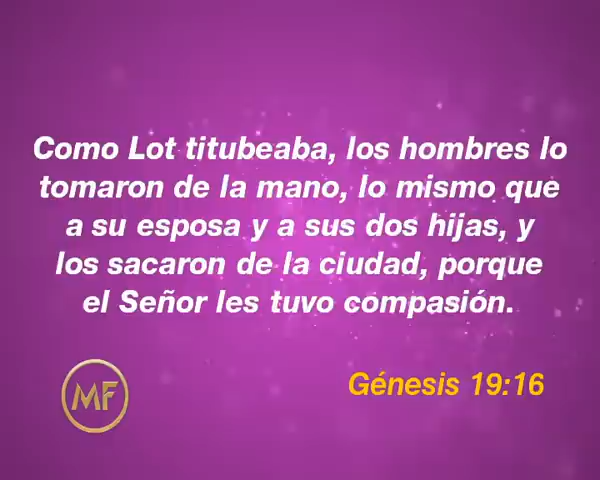 Como Lot titubeaba, los hombres lo
tomaron de la mano, lo mismo que
a su esposa y a sus dos hijas, y
los sacaron de la ciudad, porque
el Señor les tuvo compasión.
Génesis 19:16
MF